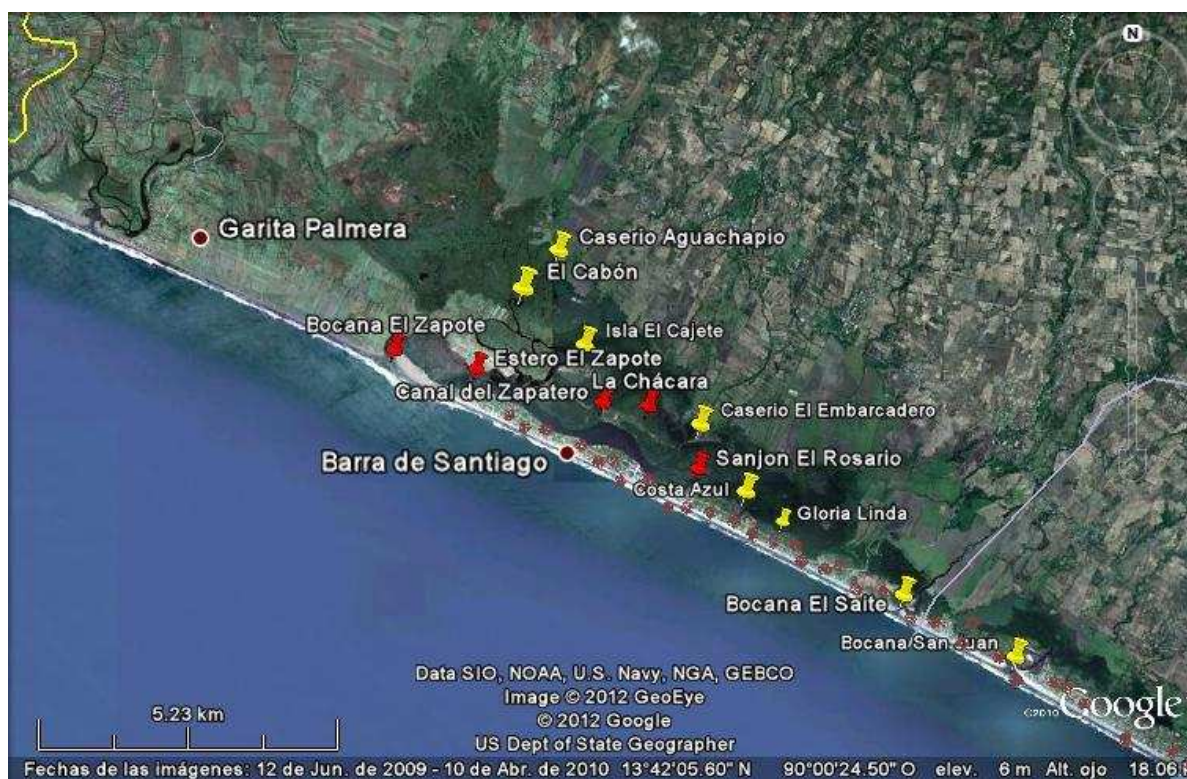 N
Garita Palmera
Caserio Aguachapio
El Cabón
Bocana El Zapote
Isla El Cajete
Estero El Zapote
La Chácara
Canal del Zapatero
Caserio El Embarcadero
Barra de Santiago
Sanjon El Rosario
Costa Azul
Gloria Linda
Bocana El Saite
Bocana San Juan
Data SIO, NOAA, U.S. Navy, NGA, GEBCO
Image © 2012 GeoEye
© 2012 Google
US Dept of State Geographer
5.23 km
©2010 Google
Fechas de las imágenes: 12 de Jun. de 2009 - 10 de Abr. de 2010 13°42'05.60" N 90°00'24.50" O elev. 6 m Alt. ojo 18.06